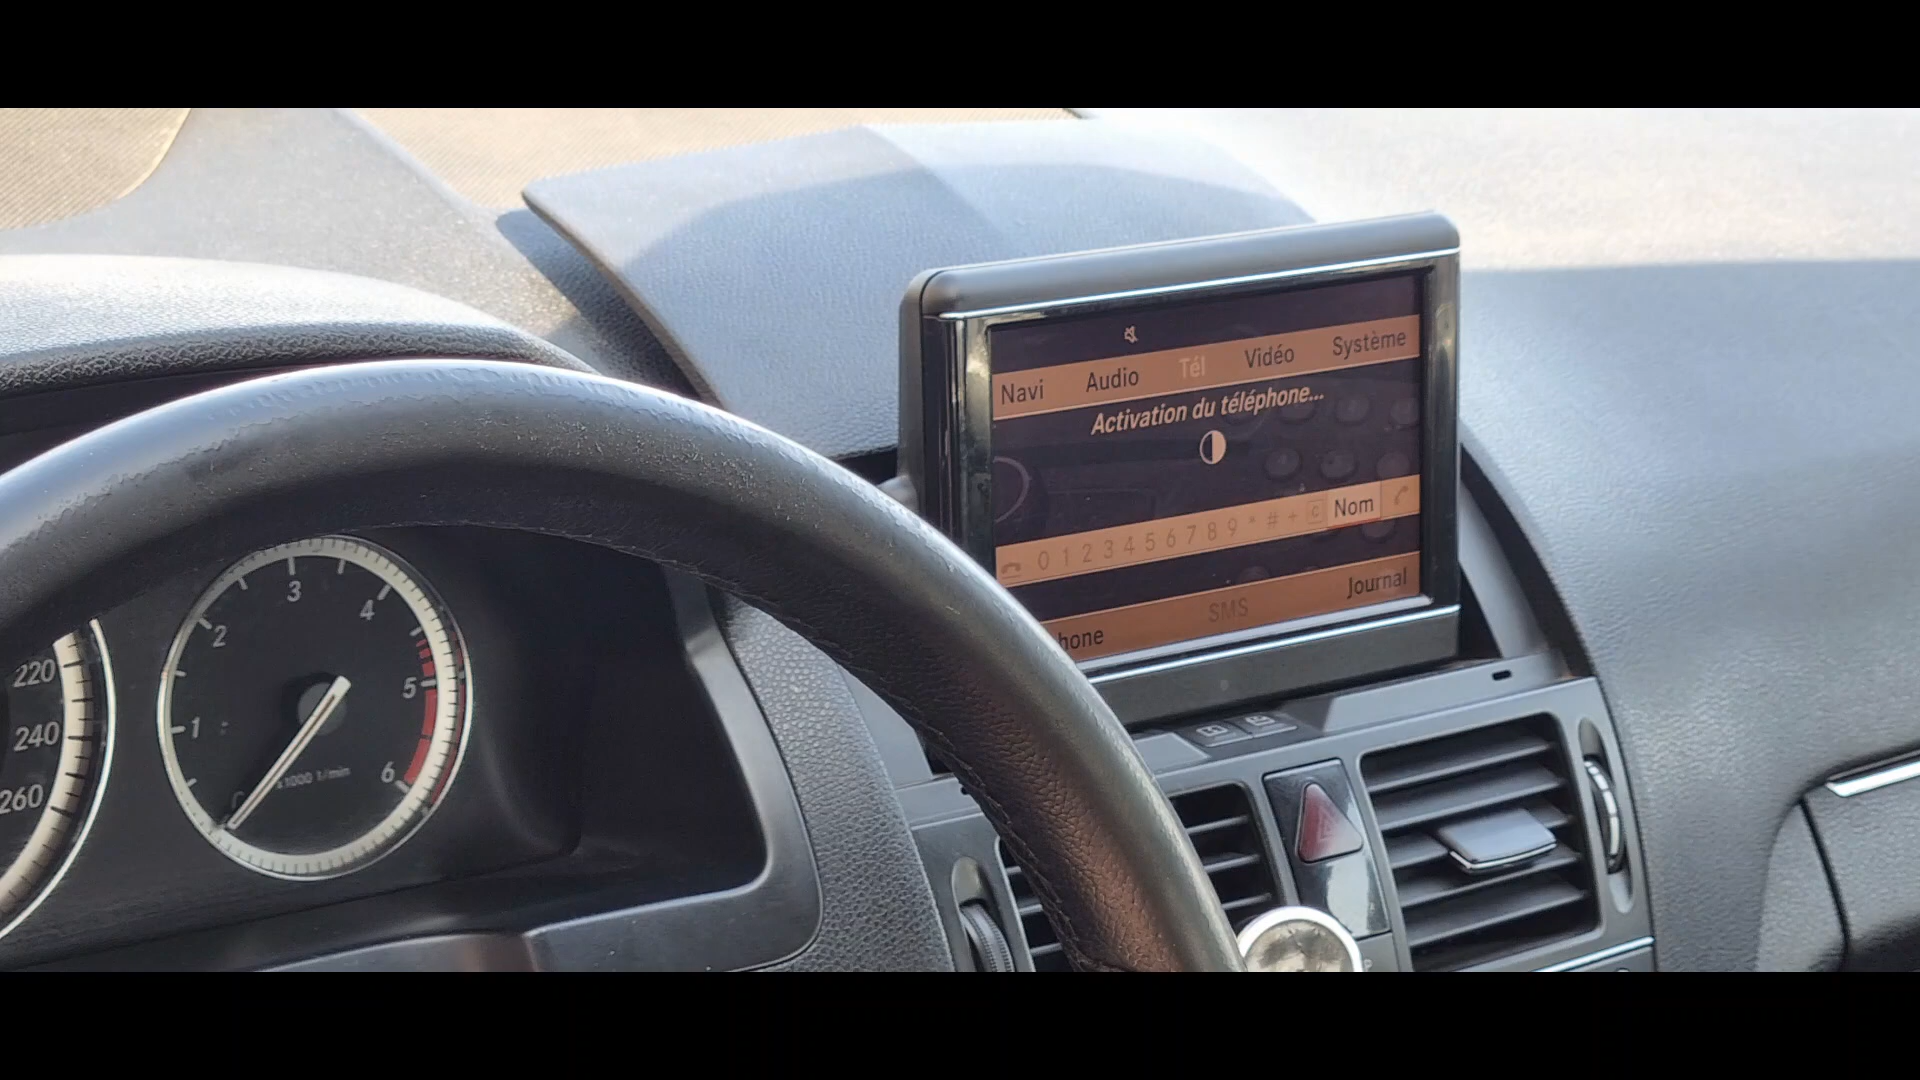 Navi Audio Tél Vidéo Système
Activation du téléphone...
0 1 2 3 4 5 6 7 8 9 * # + C Nom
hone SMS Journal
220
240
260
1
2
3
4
5
6
x1000 1/min